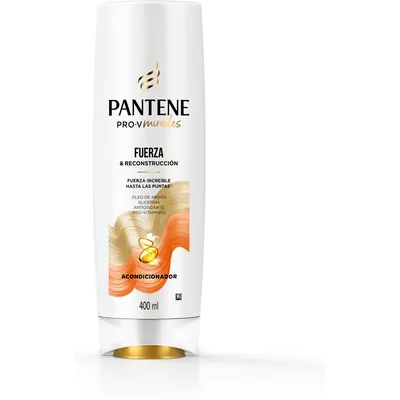 PANTENE
PRO-V miracles
FUERZA
& RECONSTRUCCIÓN
FUERZA INCREÍBLE
HASTA LAS PUNTAS*
ÓLEO DE ARGÁN
GLICERINA
ANTIOXIDANTE
PRO-VITAMINAS
ACONDICIONADOR
400 ml